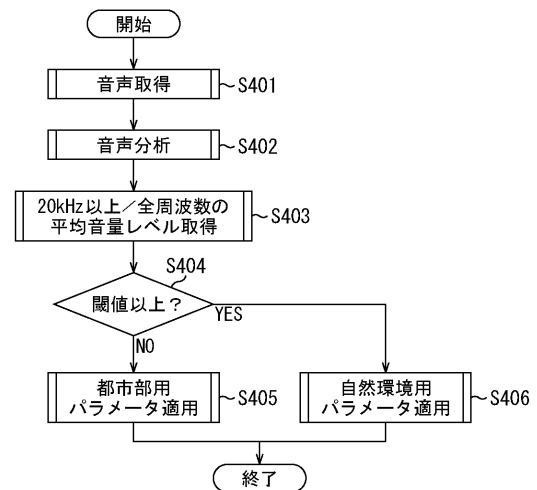 開始
音声取得
S401
音声分析
S402
20kHz以上/全周波数の
平均音量レベル取得
S403
S404
閾値以上?
YES
NO
都市部用
パラメータ適用
S405
自然環境用
パラメータ適用
S406
終了